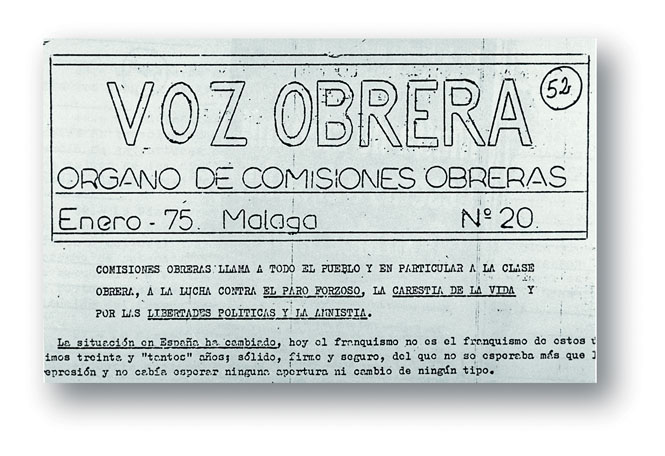 VOZ OBRERA
52
ORGANO DE COMISIONES OBRERAS
Enero - 75. Malaga Nº 20.
COMISIONES OBRERAS LLAMA A TODO EL PUEBLO Y EN PARTICULAR A LA CLASE
OBRERA, A LA LUCHA CONTRA EL PARO FORZOSO, LA CARESTIA DE LA VIDA Y
POR LAS LIBERTADES POLITICAS Y LA AMNISTIA.
La situación en España ha cambiado, hoy el franquismo no es el franquismo de estos
imos treinta y "tantos" años; sólido, firme y seguro, del que no se esperaba más que
epresión y no cabía esperar ninguna apertura ni cambio de ningún tipo.